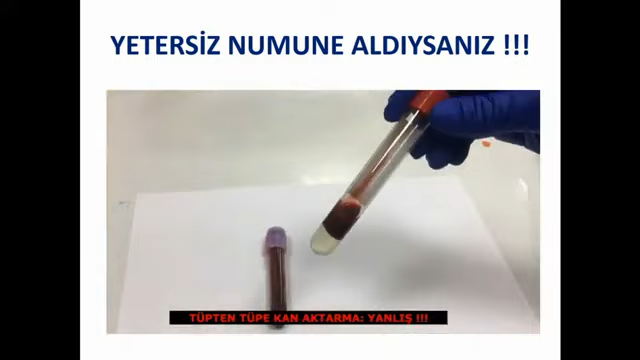 YETERSİZ NUMUNE ALDIYSANIZ !!!
TÜPTEN TÜPE KAN AKTARMA: YANLIŞ !!!